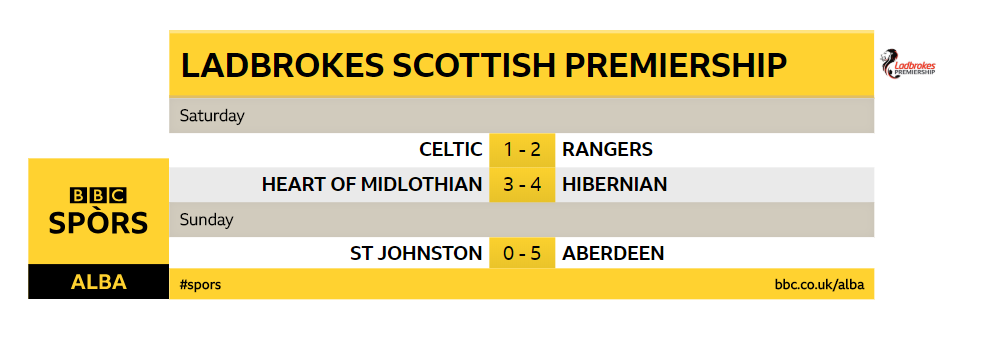 LADBROKES SCOTTISH PREMIERSHIP
Ladbrokes
PREMIERSHIP
Saturday
CELTIC 1 - 2 RANGERS
HEART OF MIDLOTHIAN 3 - 4 HIBERNIAN
Sunday
ST JOHNSTON 0 - 5 ABERDEEN
BBC
SPÒRS
ALBA
#spors bbc.co.uk/alba